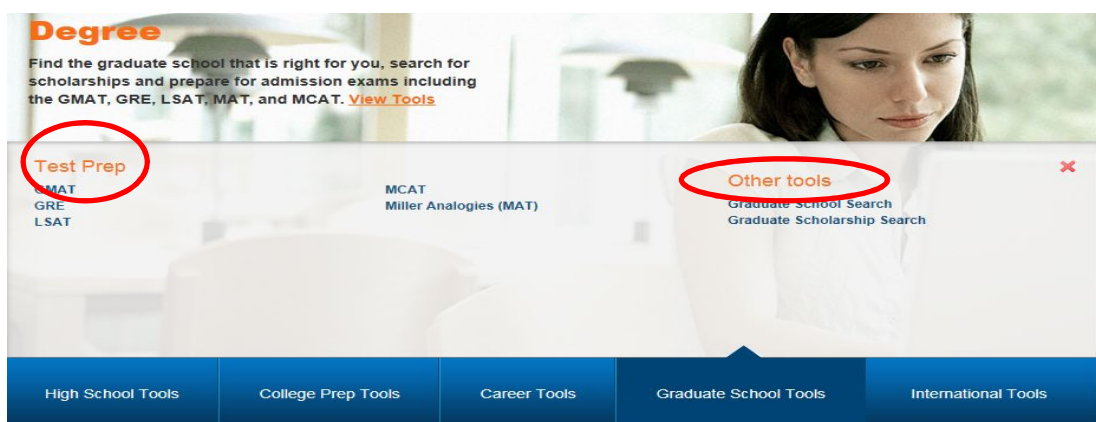 Degree
Find the graduate school that is right for you, search for
scholarships and prepare for admission exams including
the GMAT, GRE, LSAT, MAT, and MCAT. View Tools
Test Prep
GMAT
GRE
LSAT
MCAT
Miller Analogies (MAT)
Other tools
Graduate School Search
Graduate Scholarship Search
High School Tools
College Prep Tools
Career Tools
Graduate School Tools
International Tools